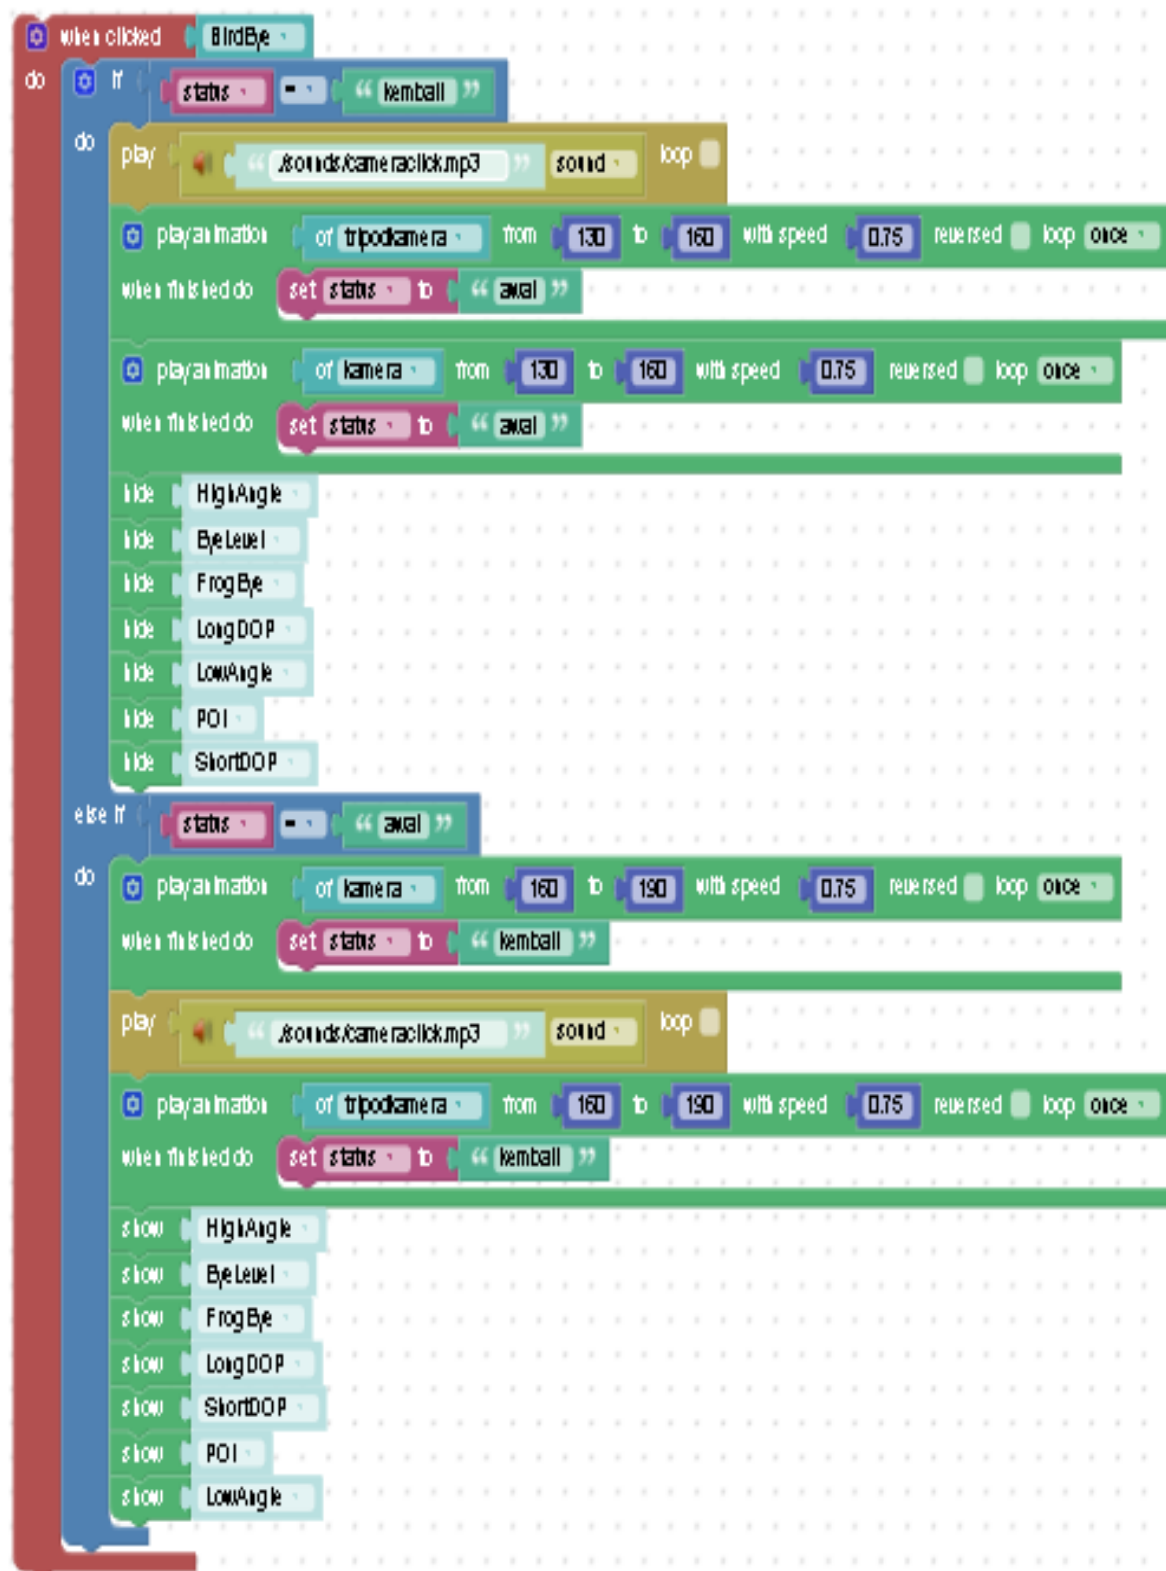 when clicked BirdEye
do if status = “ kembali ”
do play “ ./sounds/cameraclick.mp3 ” sound loop
play animation of tripodkamera from 130 to 160 with speed 0.75 reversed loop once
when finished do set status to “ awal ”
play animation of kamera from 130 to 160 with speed 0.75 reversed loop once
when finished do set status to “ awal ”
hide HighAngle
hide EyeLevel
hide FrogEye
hide LongDOP
hide LowAngle
hide POI
hide ShortDOP
else if status = “ awal ”
do play animation of kamera from 160 to 190 with speed 0.75 reversed loop once
when finished do set status to “ kembali ”
play “ ./sounds/cameraclick.mp3 ” sound loop
play animation of tripodkamera from 160 to 190 with speed 0.75 reversed loop once
when finished do set status to “ kembali ”
show HighAngle
show EyeLevel
show FrogEye
show LongDOP
show ShortDOP
show POI
show LowAngle